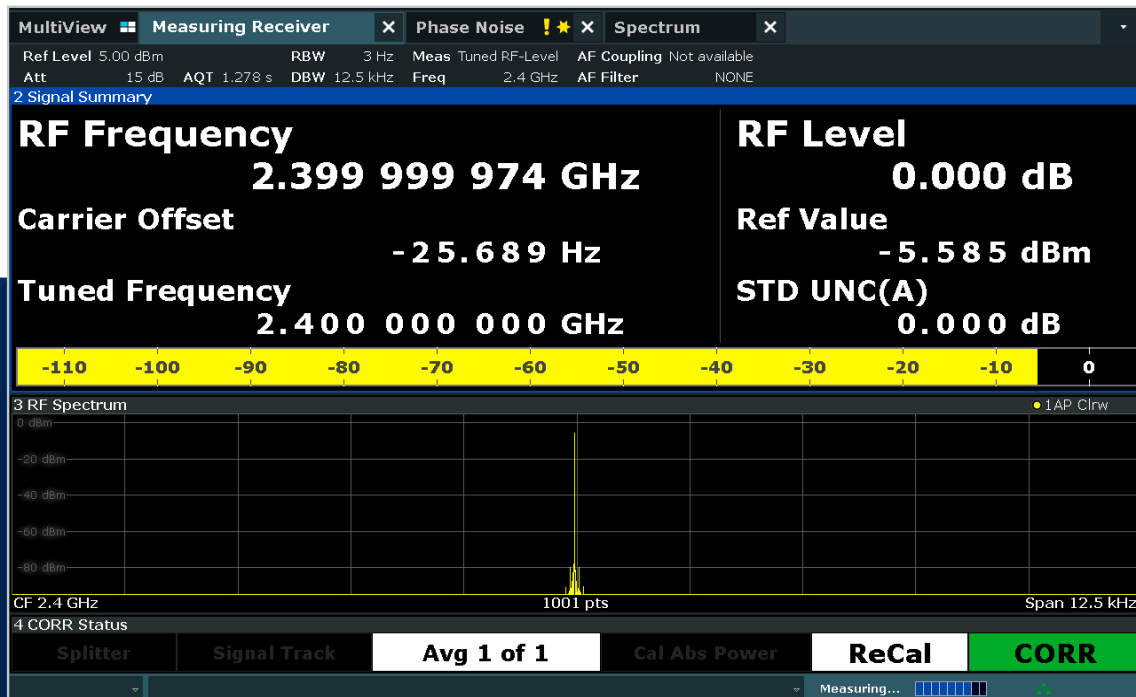 MultiView Measuring Receiver X Phase Noise ! X Spectrum X
Ref Level 5.00 dBm RBW 3 Hz Meas Tuned RF-Level AF Coupling Not available
Att 15 dB AQT 1.278 s DBW 12.5 kHz Freq 2.4 GHz AF Filter NONE
2 Signal Summary
RF Frequency RF Level
2.399 999 974 GHz 0.000 dB
Carrier Offset Ref Value
-25.689 Hz -5.585 dBm
Tuned Frequency STD UNC(A)
2.400 000 000 GHz 0.000 dB
-110 -100 -90 -80 -70 -60 -50 -40 -30 -20 -10 0
3 RF Spectrum 1AP Clrw
0 dBm
-20 dBm
-40 dBm
-60 dBm
-80 dBm
CF 2.4 GHz 1001 pts Span 12.5 kHz
4 CORR Status
Splitter Signal Track Avg 1 of 1 Cal Abs Power ReCal CORR
Measuring...